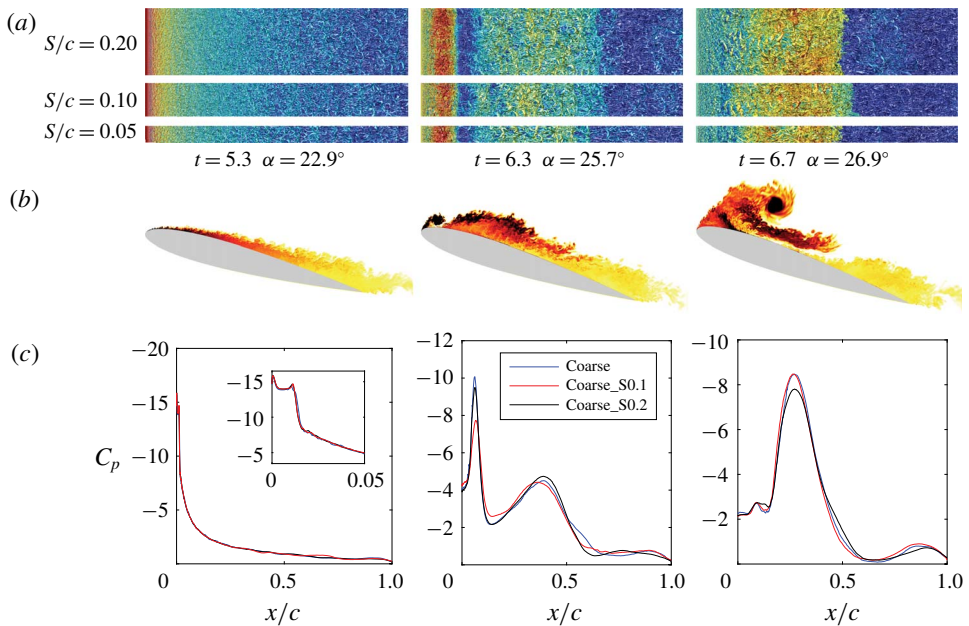 (a)
S/c = 0.20
S/c = 0.10
S/c = 0.05
t = 5.3 α = 22.9°
t = 6.3 α = 25.7°
t = 6.7 α = 26.9°
(b)
(c)
−20
−15
−10
−5
C_p
0
0.5
1.0
x/c
−15
−10
−5
0
0.05
−12
−10
−8
−6
−4
−2
Coarse
Coarse_S0.1
Coarse_S0.2
0
0.5
1.0
x/c
−10
−8
−6
−4
−2
0
0.5
1.0
x/c